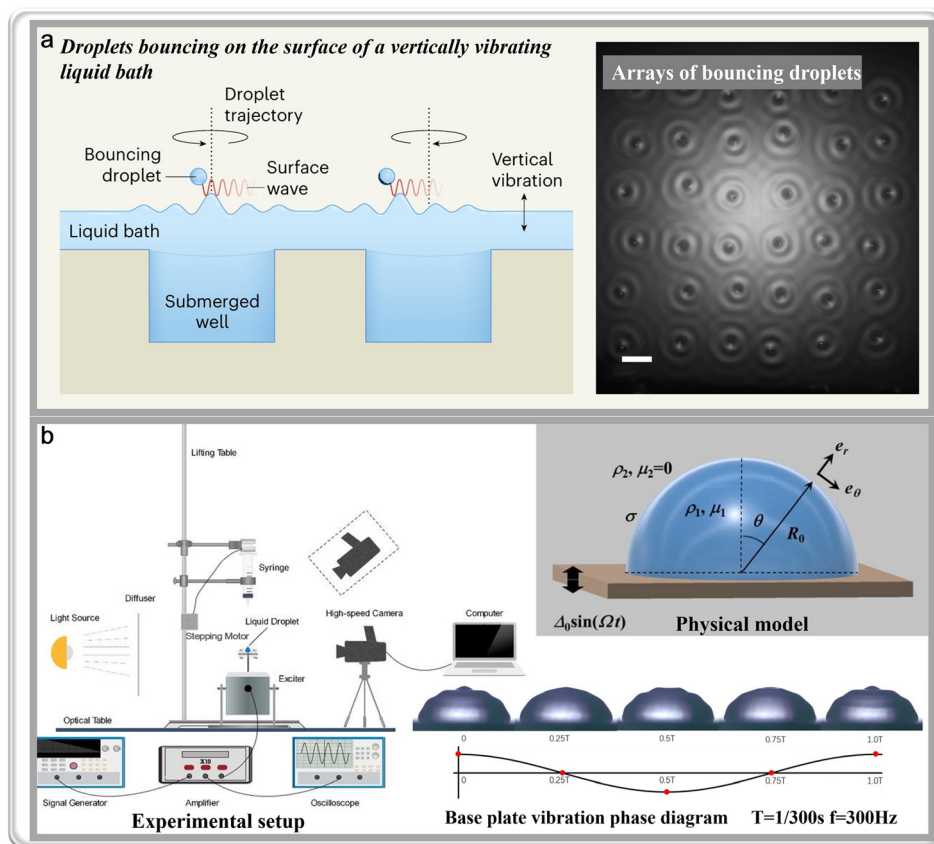 a
Droplets bouncing on the surface of a vertically vibrating
liquid bath
Droplet
trajectory
Bouncing
droplet
Surface
wave
Vertical
vibration
Liquid bath
Submerged
well
Arrays of bouncing droplets
b
Lifting Table
Syringe
Diffuser
Light Source
Stepping Motor
Liquid Droplet
High-speed Camera
Computer
Exciter
Optical Table
X10
Signal Generator
Amplifier
Oscilloscope
Experimental setup
ρ2, μ2=0
er
eθ
σ
ρ1, μ1
θ
R0
Δ0sin(Ωt)
Physical model
0 0.25T 0.5T 0.75T 1.0T
0 0.25T 0.5T 0.75T 1.0T
Base plate vibration phase diagram T=1/300s f=300Hz